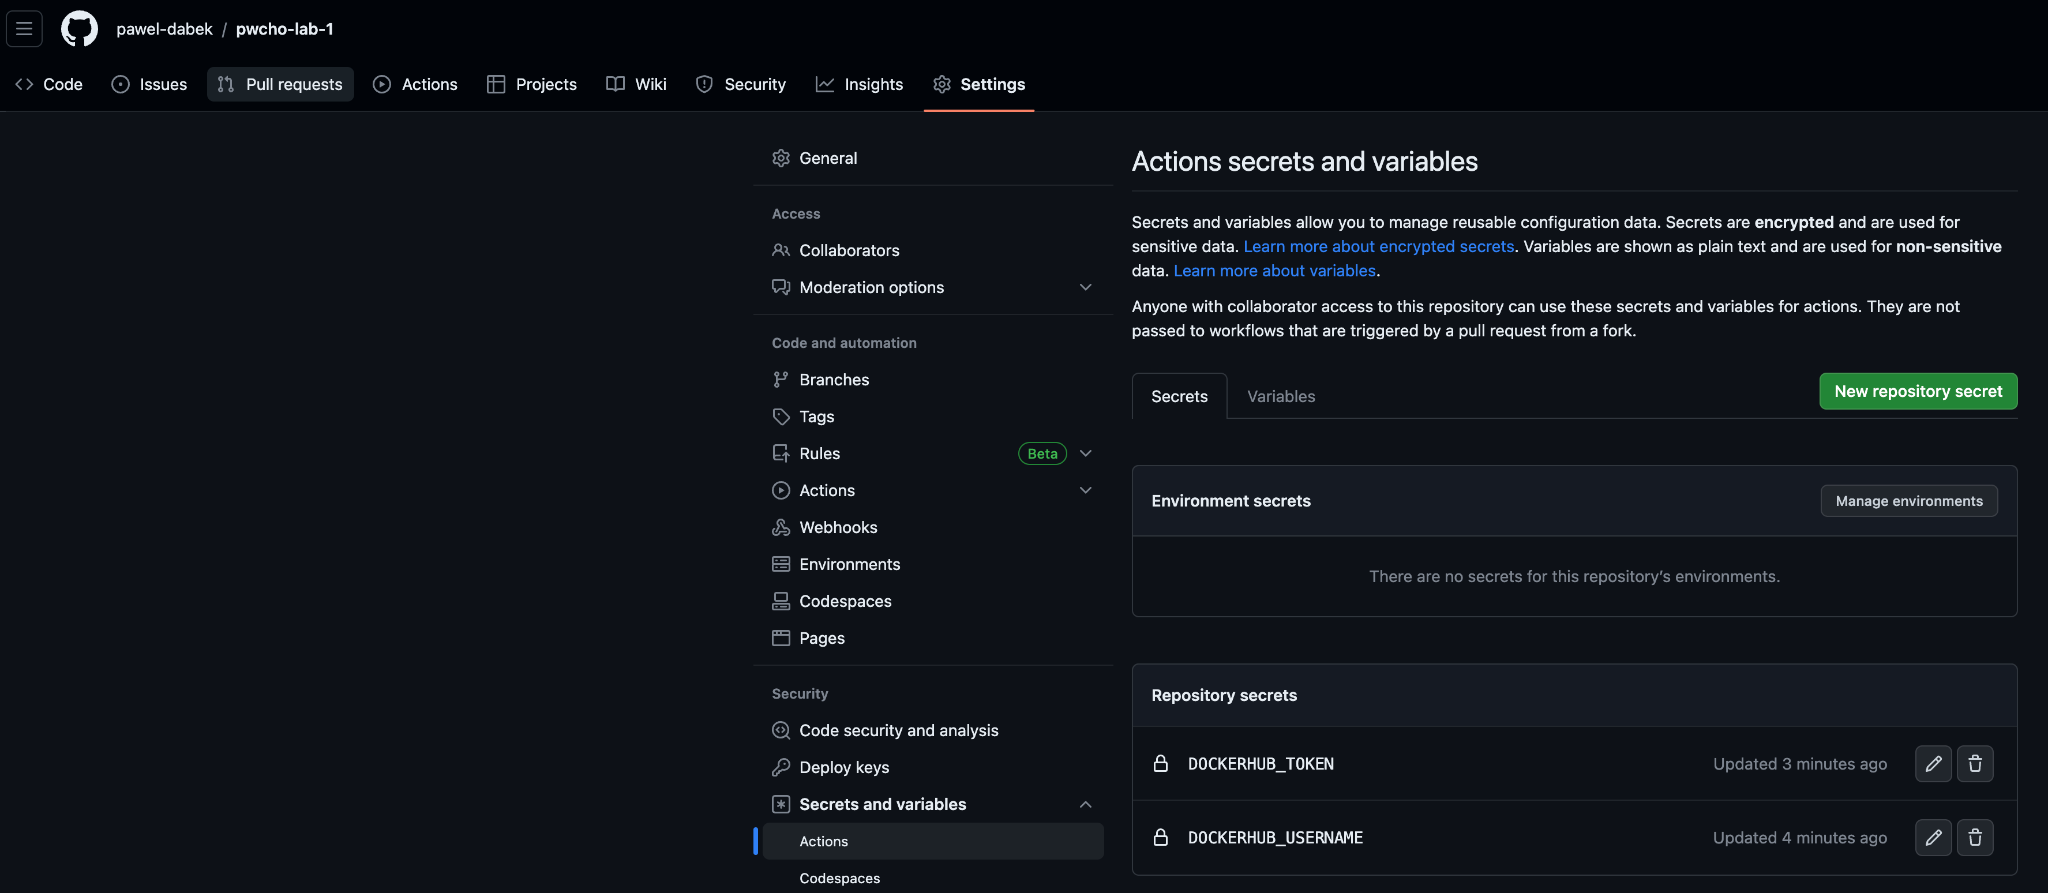 pawel-dabek / pwcho-lab-1
Code Issues Pull requests Actions Projects Wiki Security Insights Settings
General
Access
Collaborators
Moderation options
Code and automation
Branches
Tags
Rules Beta
Actions
Webhooks
Environments
Codespaces
Pages
Security
Code security and analysis
Deploy keys
Secrets and variables
Actions
Codespaces
Actions secrets and variables
Secrets and variables allow you to manage reusable configuration data. Secrets are encrypted and are used for
sensitive data. Learn more about encrypted secrets. Variables are shown as plain text and are used for non-sensitive
data. Learn more about variables.
Anyone with collaborator access to this repository can use these secrets and variables for actions. They are not
passed to workflows that are triggered by a pull request from a fork.
Secrets Variables New repository secret
Environment secrets Manage environments
There are no secrets for this repository's environments.
Repository secrets
DOCKERHUB_TOKEN Updated 3 minutes ago
DOCKERHUB_USERNAME Updated 4 minutes ago